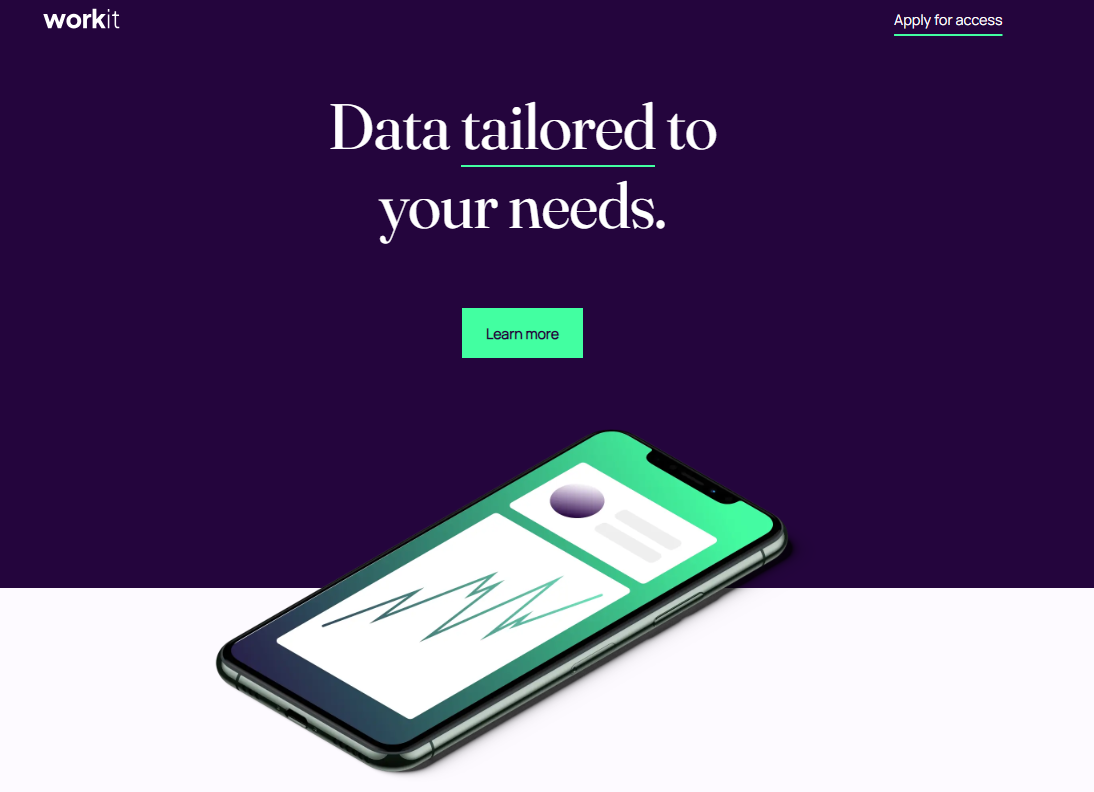 workit
Apply for access
Data tailored to
your needs.
Learn more